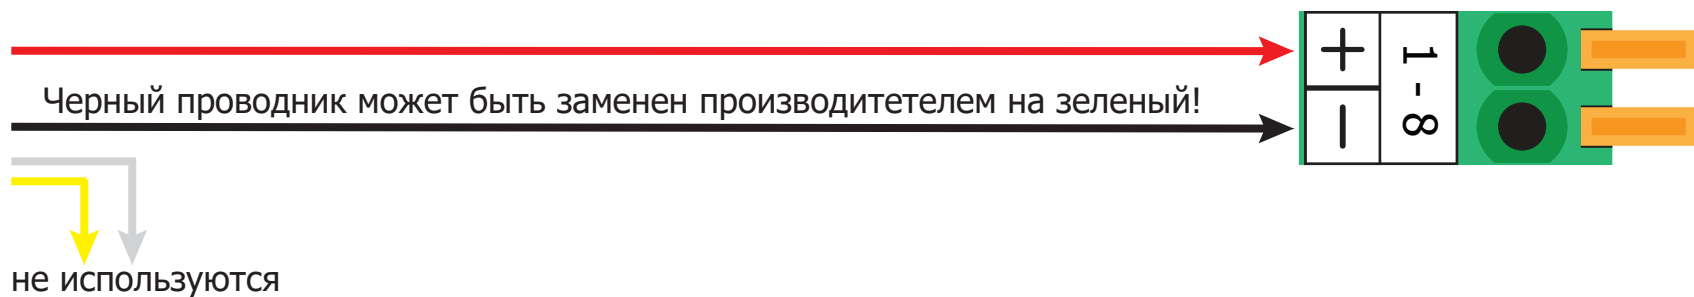 +
1 - 8
Черный проводник может быть заменен производитетелем на зеленый!
−
не используются